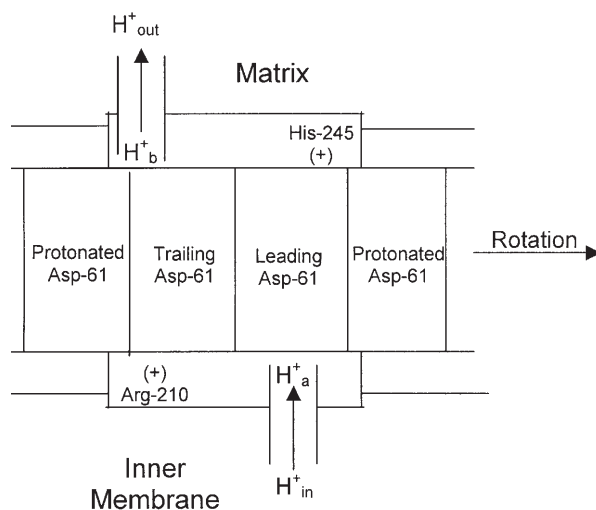 H+out
Matrix
His-245
(+)
H+b
Protonated
Asp-61
Trailing
Asp-61
Leading
Asp-61
Protonated
Asp-61
Rotation
(+)
Arg-210
H+a
Inner
Membrane
H+in